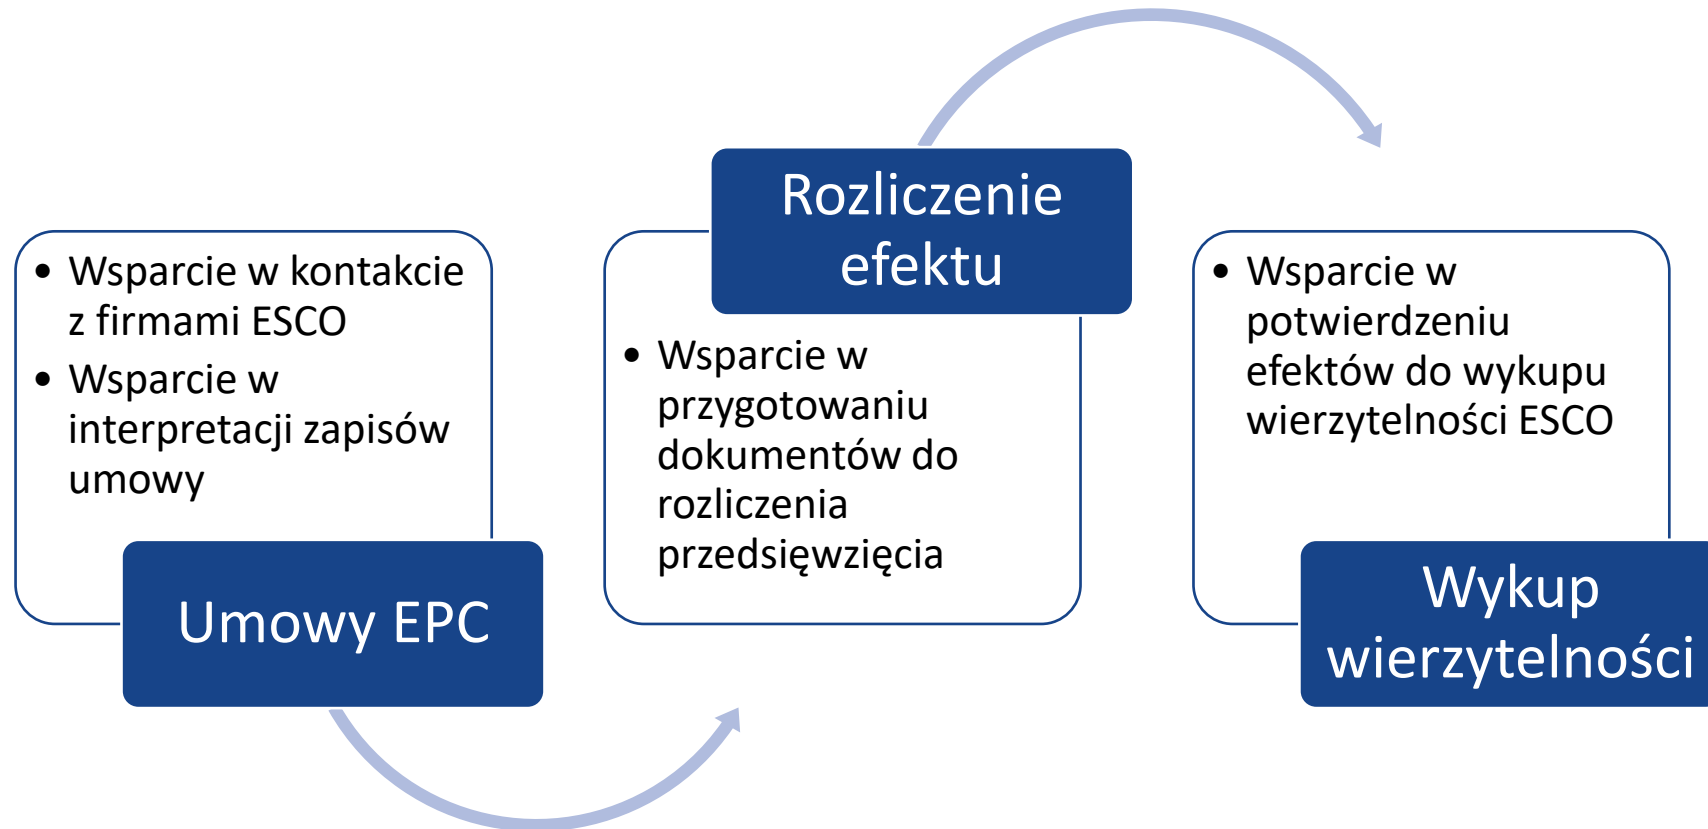 • Wsparcie w kontakcie
z firmami ESCO
• Wsparcie w
interpretacji zapisów
umowy
Umowy EPC
Rozliczenie
efektu
• Wsparcie w
przygotowaniu
dokumentów do
rozliczenia
przedsięwzięcia
• Wsparcie w
potwierdzeniu
efektów do wykupu
wierzytelności ESCO
Wykup
wierzytelności